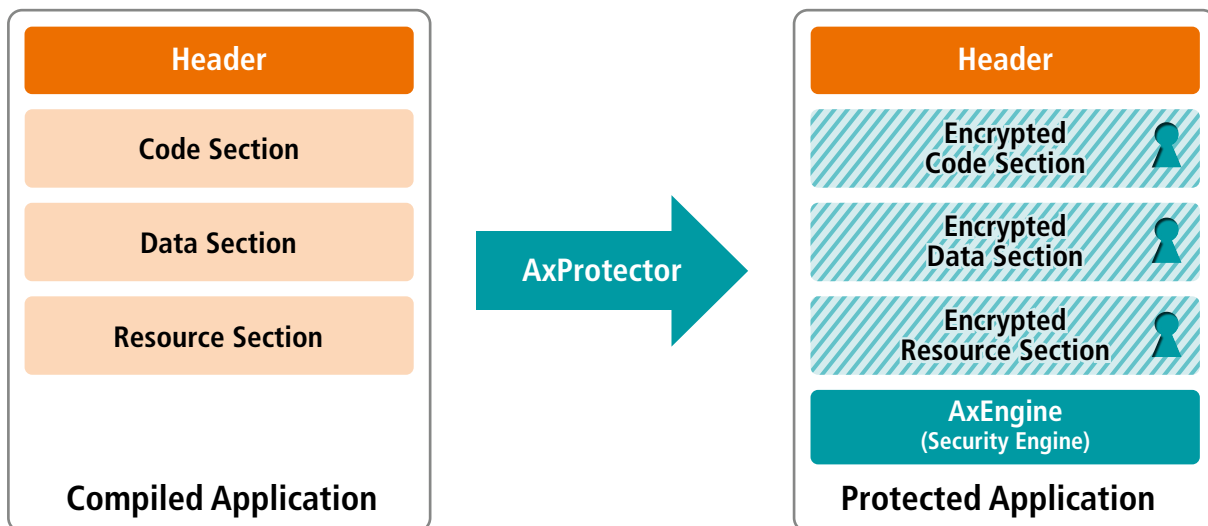 Header
Code Section
Data Section
Resource Section
Compiled Application
AxProtector
Header
Encrypted
Code Section
Encrypted
Data Section
Encrypted
Resource Section
AxEngine
(Security Engine)
Protected Application